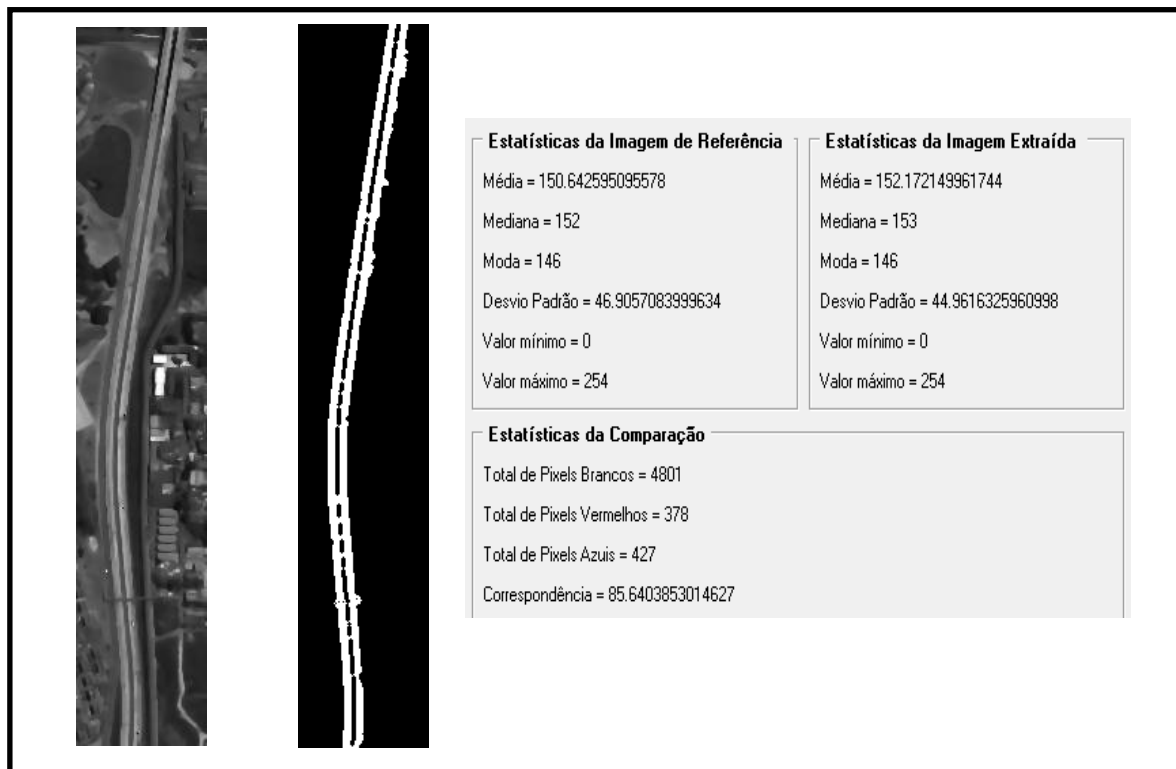 Estatísticas da Imagem de Referência
Média = 150.642595095578
Mediana = 152
Moda = 146
Desvio Padrão = 46.9057083999634
Valor mínimo = 0
Valor máximo = 254
Estatísticas da Imagem Extraída
Média = 152.172149961744
Mediana = 153
Moda = 146
Desvio Padrão = 44.9616325960998
Valor mínimo = 0
Valor máximo = 254
Estatísticas da Comparação
Total de Pixels Brancos = 4801
Total de Pixels Vermelhos = 378
Total de Pixels Azuis = 427
Correspondência = 85.6403853014627